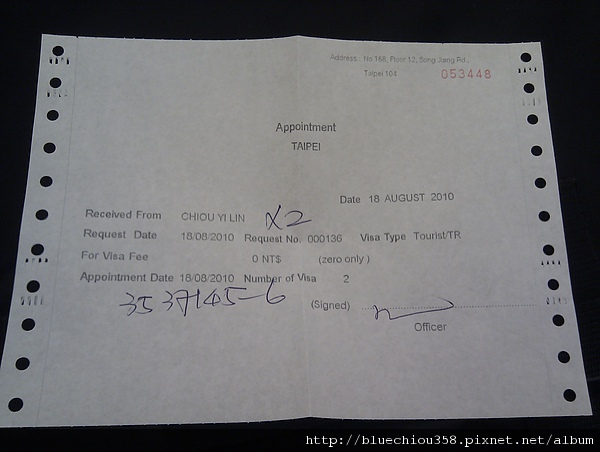 Address : No 168, Floor 12, Song Jiang Rd.,
Taipei 104 053448
Appointment
TAIPEI
Date 18 AUGUST 2010
Received From CHIOU YI LIN X2
Request Date 18/08/2010 Request No. 000136 Visa Type Tourist/TR
For Visa Fee 0 NT$ (zero only )
Appointment Date 18/08/2010 Number of Visa 2
3537145-6
(Signed)
Officer
http://bluechiou358.pixnet.net/album